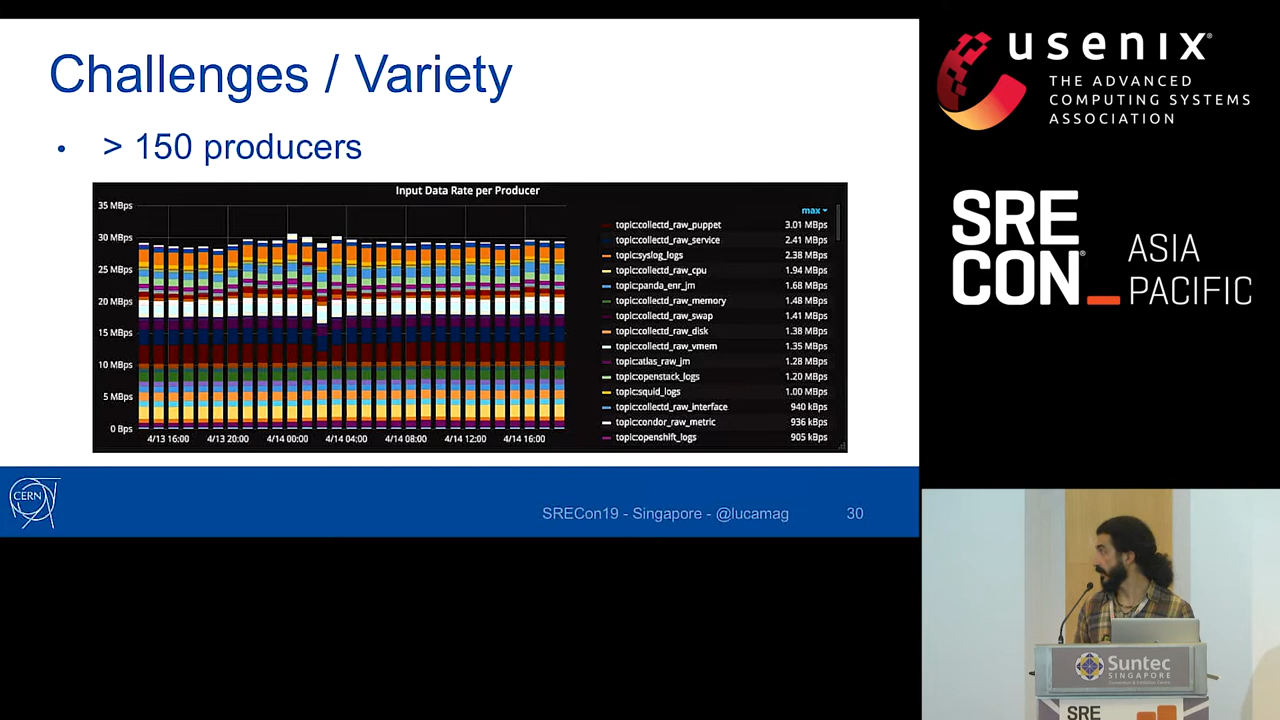 Challenges / Variety
• > 150 producers
Input Data Rate per Producer
35 MBps
30 MBps
25 MBps
20 MBps
15 MBps
10 MBps
5 MBps
0 Bps
4/13 16:00 4/13 20:00 4/14 00:00 4/14 04:00 4/14 08:00 4/14 12:00 4/14 16:00
max
topic:collectd_raw_puppet 3.01 MBps
topic:collectd_raw_service 2.41 MBps
topic:syslog_logs 2.38 MBps
topic:collectd_raw_cpu 1.94 MBps
topic:panda_enr_jm 1.68 MBps
topic:collectd_raw_memory 1.48 MBps
topic:collectd_raw_swap 1.41 MBps
topic:collectd_raw_disk 1.38 MBps
topic:collectd_raw_vmem 1.35 MBps
topic:atlas_raw_jm 1.28 MBps
topic:openstack_logs 1.20 MBps
topic:squid_logs 1.00 MBps
topic:collectd_raw_interface 940 kBps
topic:condor_raw_metric 936 kBps
topic:openshift_logs 905 kBps
CERN
SRECon19 - Singapore - @lucamag 30
usenix®
THE ADVANCED
COMPUTING SYSTEMS
ASSOCIATION
SRE
CON®
ASIA
PACIFIC
Suntec
SINGAPORE
SRE